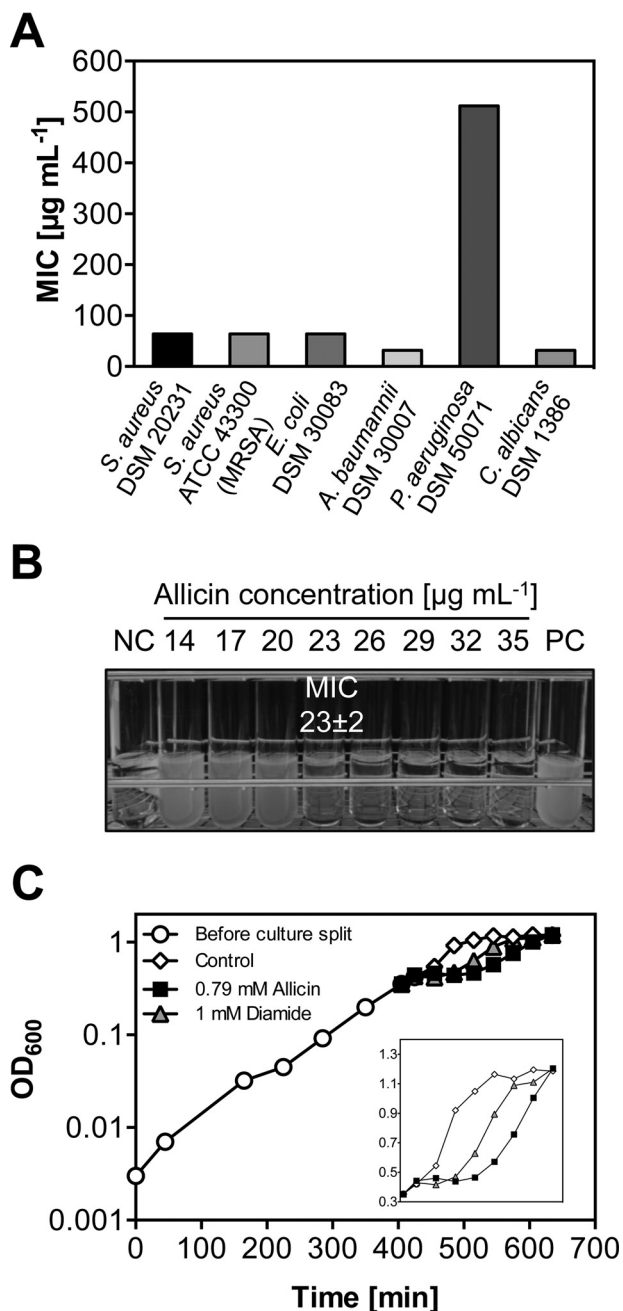 A
MIC [µg mL-1]
600
500
400
300
200
100
0
S. aureus
DSM 20231
S. aureus
ATCC 43300
(MRSA)
E. coli
DSM 30083
A. baumannii
DSM 30007
P. aeruginosa
DSM 50071
C. albicans
DSM 1386
B
Allicin concentration [µg mL-1]
NC 14 17 20 23 26 29 32 35 PC
MIC
23±2
C
OD600
1
0.1
0.01
0.001
Before culture split
Control
0.79 mM Allicin
1 mM Diamide
1.3
1.1
0.9
0.7
0.5
0.3
0 100 200 300 400 500 600 700
Time [min]